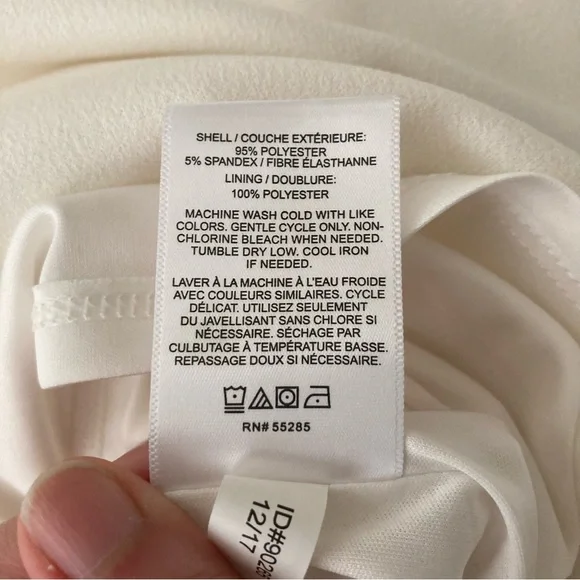 SHELL / COUCHE EXTÉRIEURE:
95% POLYESTER
5% SPANDEX / FIBRE ÉLASTHANNE
LINING / DOUBLURE:
100% POLYESTER
MACHINE WASH COLD WITH LIKE
COLORS. GENTLE CYCLE ONLY. NON-
CHLORINE BLEACH WHEN NEEDED.
TUMBLE DRY LOW. COOL IRON
IF NEEDED.
LAVER À LA MACHINE À L'EAU FROIDE
AVEC COULEURS SIMILAIRES. CYCLE
DÉLICAT. UTILISEZ SEULEMENT
DU JAVELLISANT SANS CHLORE SI
NÉCESSAIRE. SÉCHAGE PAR
CULBUTAGE À TEMPÉRATURE BASSE.
REPASSAGE DOUX SI NÉCESSAIRE.
RN# 55285
12/17